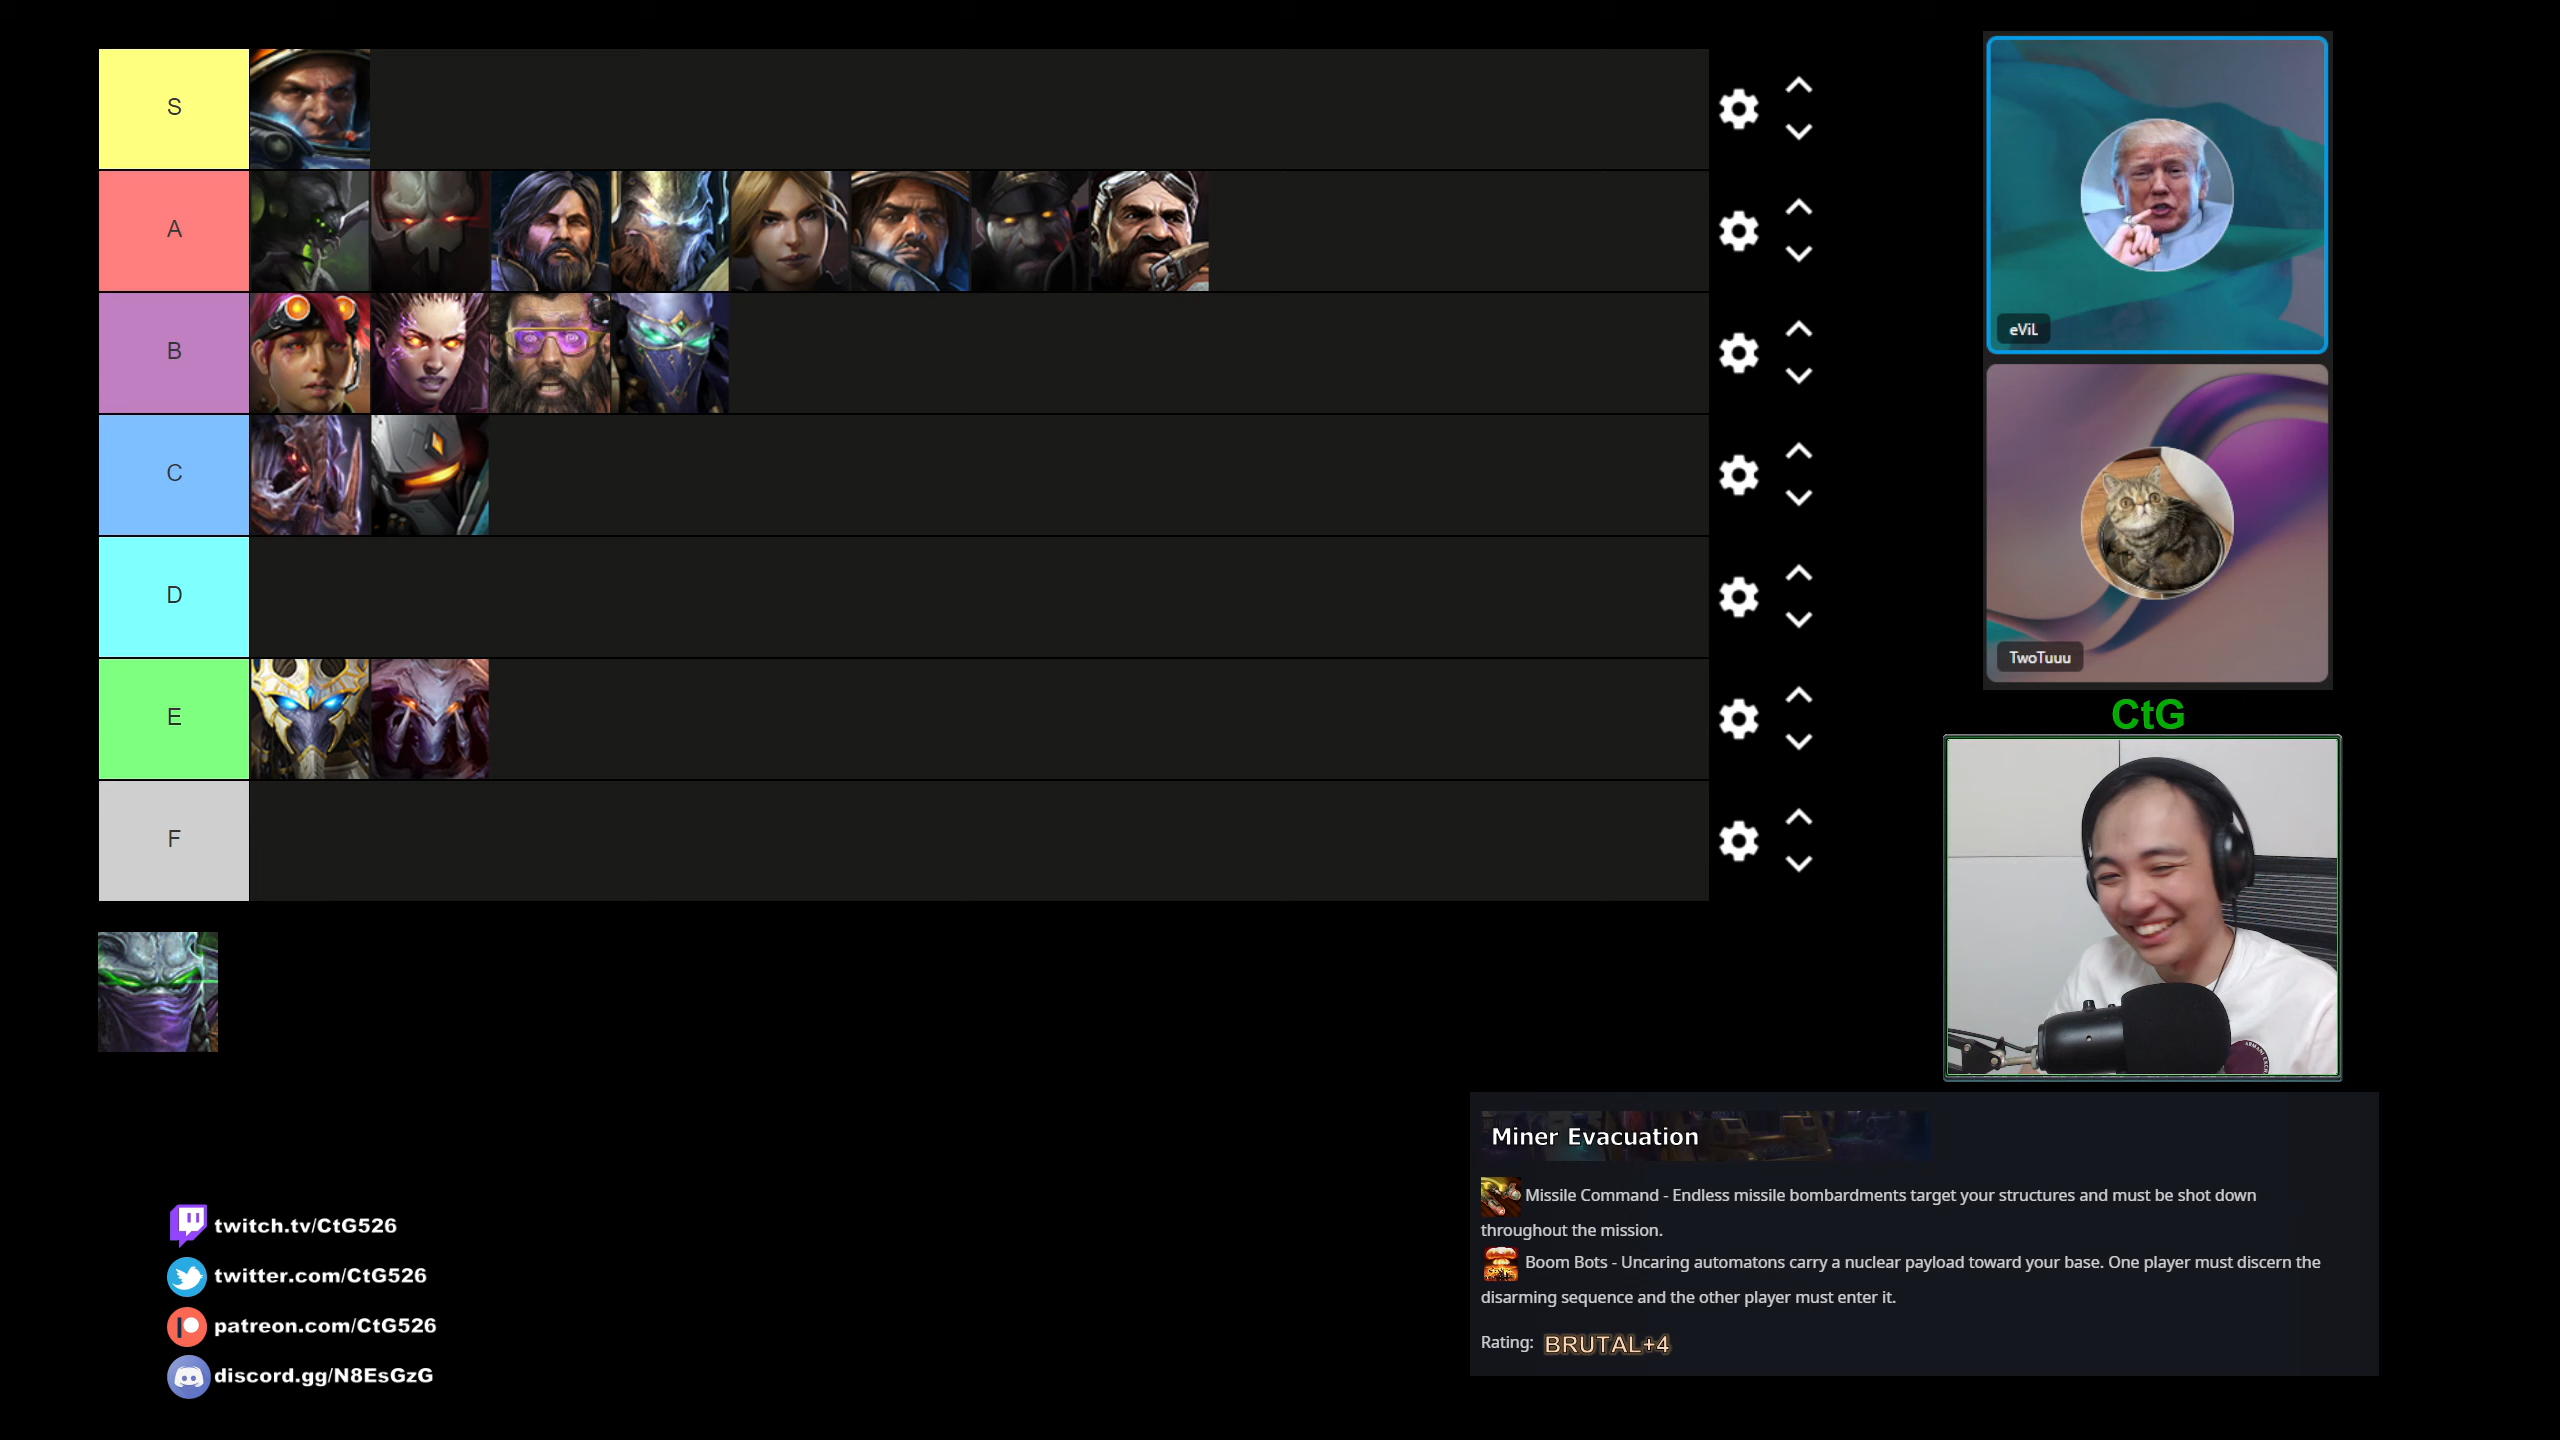 S
A
B
C
D
E
F
eViL
TwoTuuu
CtG
Miner Evacuation
Missile Command - Endless missile bombardments target your structures and must be shot down
throughout the mission.
Boom Bots - Uncaring automatons carry a nuclear payload toward your base. One player must discern the
disarming sequence and the other player must enter it.
Rating: BRUTAL+4
twitch.tv/CtG526
twitter.com/CtG526
patreon.com/CtG526
discord.gg/N8EsGzG